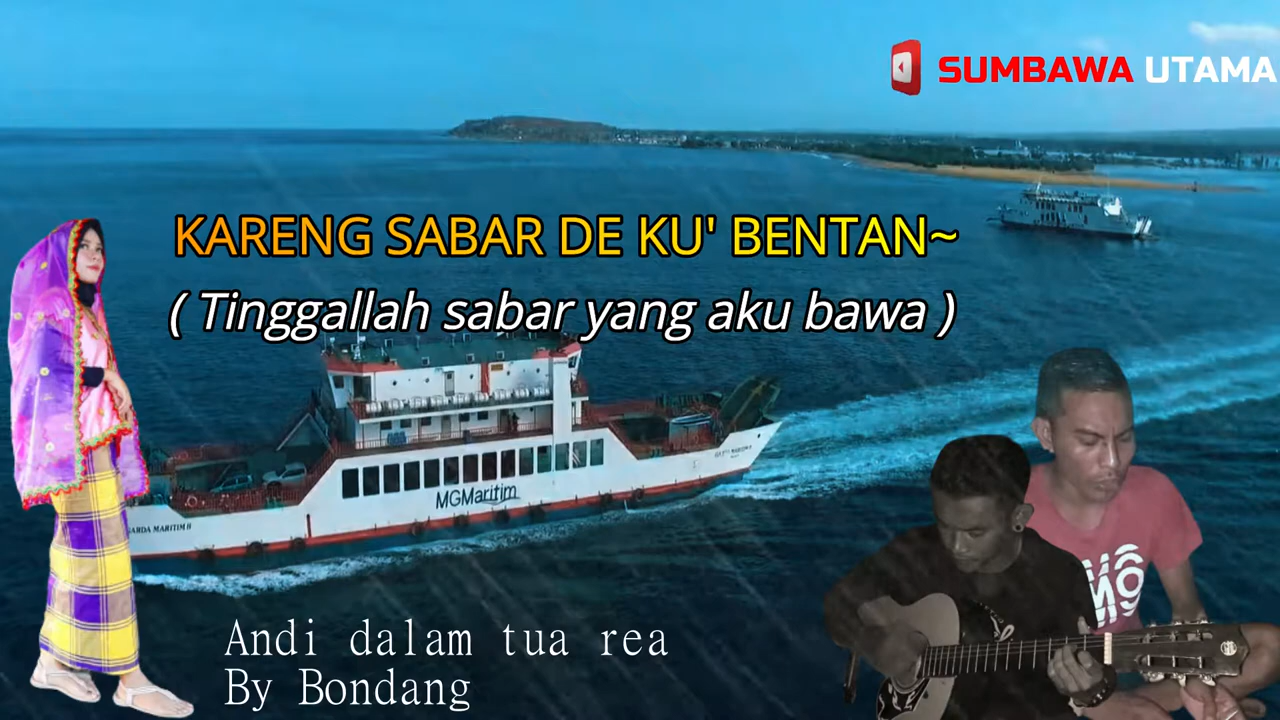 SUMBAWA UTAMA
KARENG SABAR DE KU' BENTAN~
( Tinggallah sabar yang aku bawa )
MGMaritim
Andi dalam tua rea
By Bondang